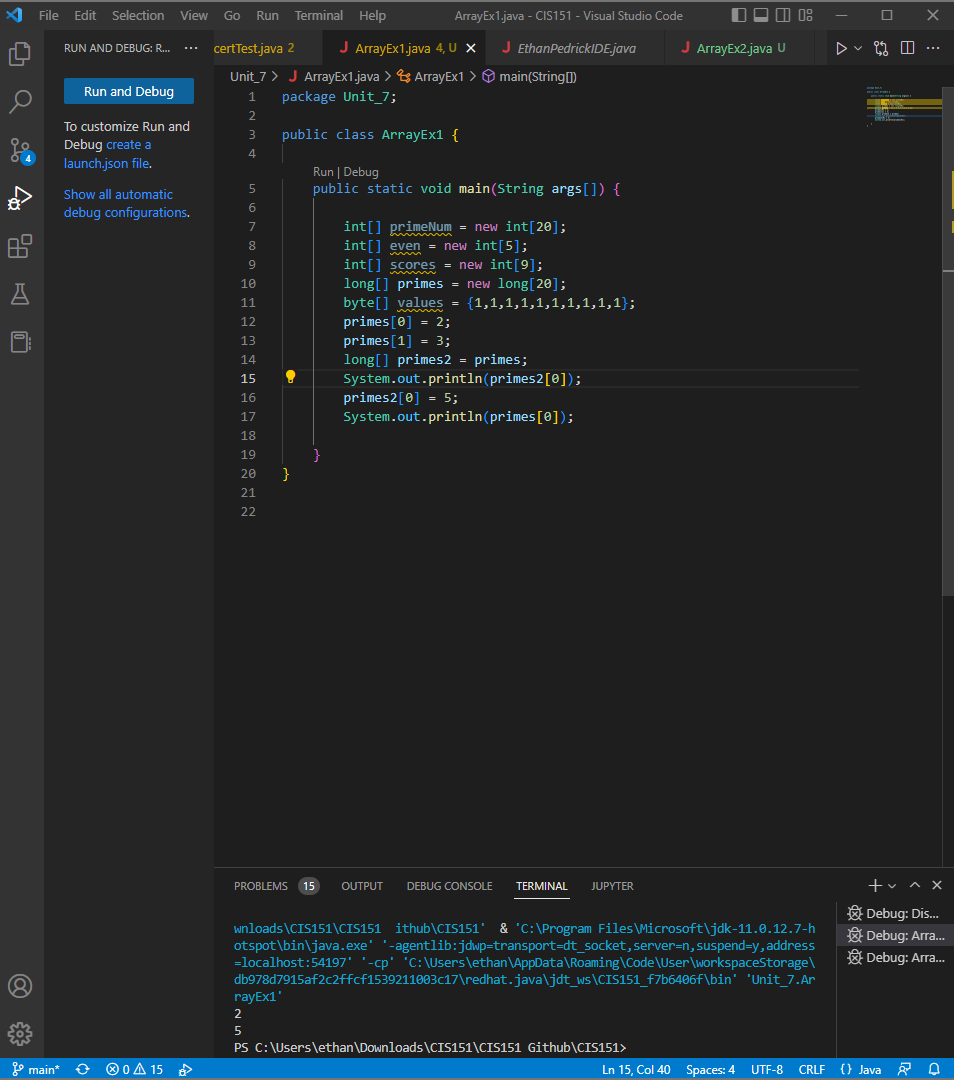 File Edit Selection View Go Run Terminal Help ArrayEx1.java - CIS151 - Visual Studio Code
RUN AND DEBUG: R... ···
certTest.java 2 J ArrayEx1.java 4, U J EthanPedrickIDE.java J ArrayEx2.java U ···
Unit_7 > J ArrayEx1.java > ArrayEx1 > main(String[])
Run and Debug
To customize Run and
Debug create a
launch.json file.
Show all automatic
debug configurations.
4
1 package Unit_7;
2
3 public class ArrayEx1 {
4
Run | Debug
5 public static void main(String args[]) {
6
7 int[] primeNum = new int[20];
8 int[] even = new int[5];
9 int[] scores = new int[9];
10 long[] primes = new long[20];
11 byte[] values = {1,1,1,1,1,1,1,1,1,1};
12 primes[0] = 2;
13 primes[1] = 3;
14 long[] primes2 = primes;
15 System.out.println(primes2[0]);
16 primes2[0] = 5;
17 System.out.println(primes[0]);
18
19 }
20 }
21
22
PROBLEMS 15 OUTPUT DEBUG CONSOLE TERMINAL JUPYTER
wnloads\CIS151\CIS151 ithub\CIS151' & 'C:\Program Files\Microsoft\jdk-11.0.12.7-h
otspot\bin\java.exe' '-agentlib:jdwp=transport=dt_socket,server=n,suspend=y,address
=localhost:54197' '-cp' 'C:\Users\ethan\AppData\Roaming\Code\User\workspaceStorage\
db978d7915af2c2ffcf1539211003c17\redhat.java\jdt_ws\CIS151_f7b6406f\bin' 'Unit_7.Ar
rayEx1'
2
5
PS C:\Users\ethan\Downloads\CIS151\CIS151 Github\CIS151>
Debug: Dis...
Debug: Arra...
Debug: Arra...
main* 0 15 Ln 15, Col 40 Spaces: 4 UTF-8 CRLF {} Java